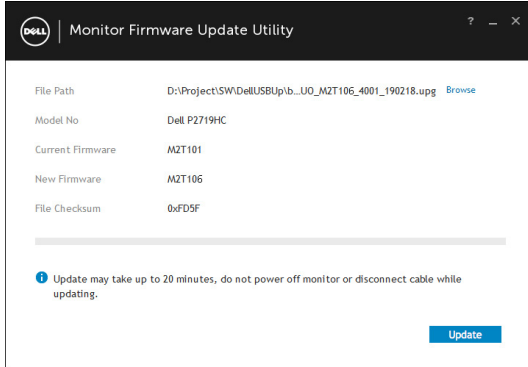 DELL Monitor Firmware Update Utility ? _ ×
File Path D:\Project\SW\DellUSBUp\b...UO_M2T106_4001_190218.upg Browse
Model No Dell P2719HC
Current Firmware M2T101
New Firmware M2T106
File Checksum 0xFD5F
Update may take up to 20 minutes, do not power off monitor or disconnect cable while
updating.
Update